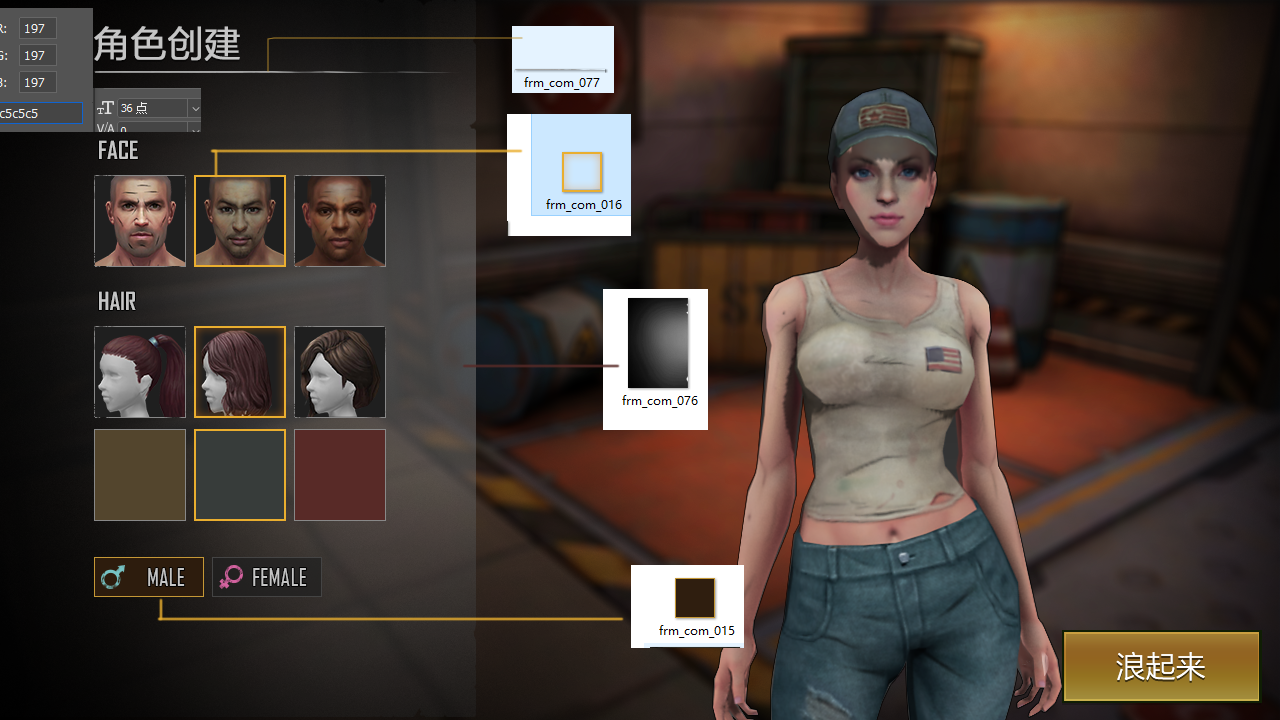 R: 197
G: 197
B: 197
c5c5c5
角色创建
36 点
V/A 0
FACE
HAIR
MALE
FEMALE
frm_com_077
frm_com_016
frm_com_076
frm_com_015
浪起来